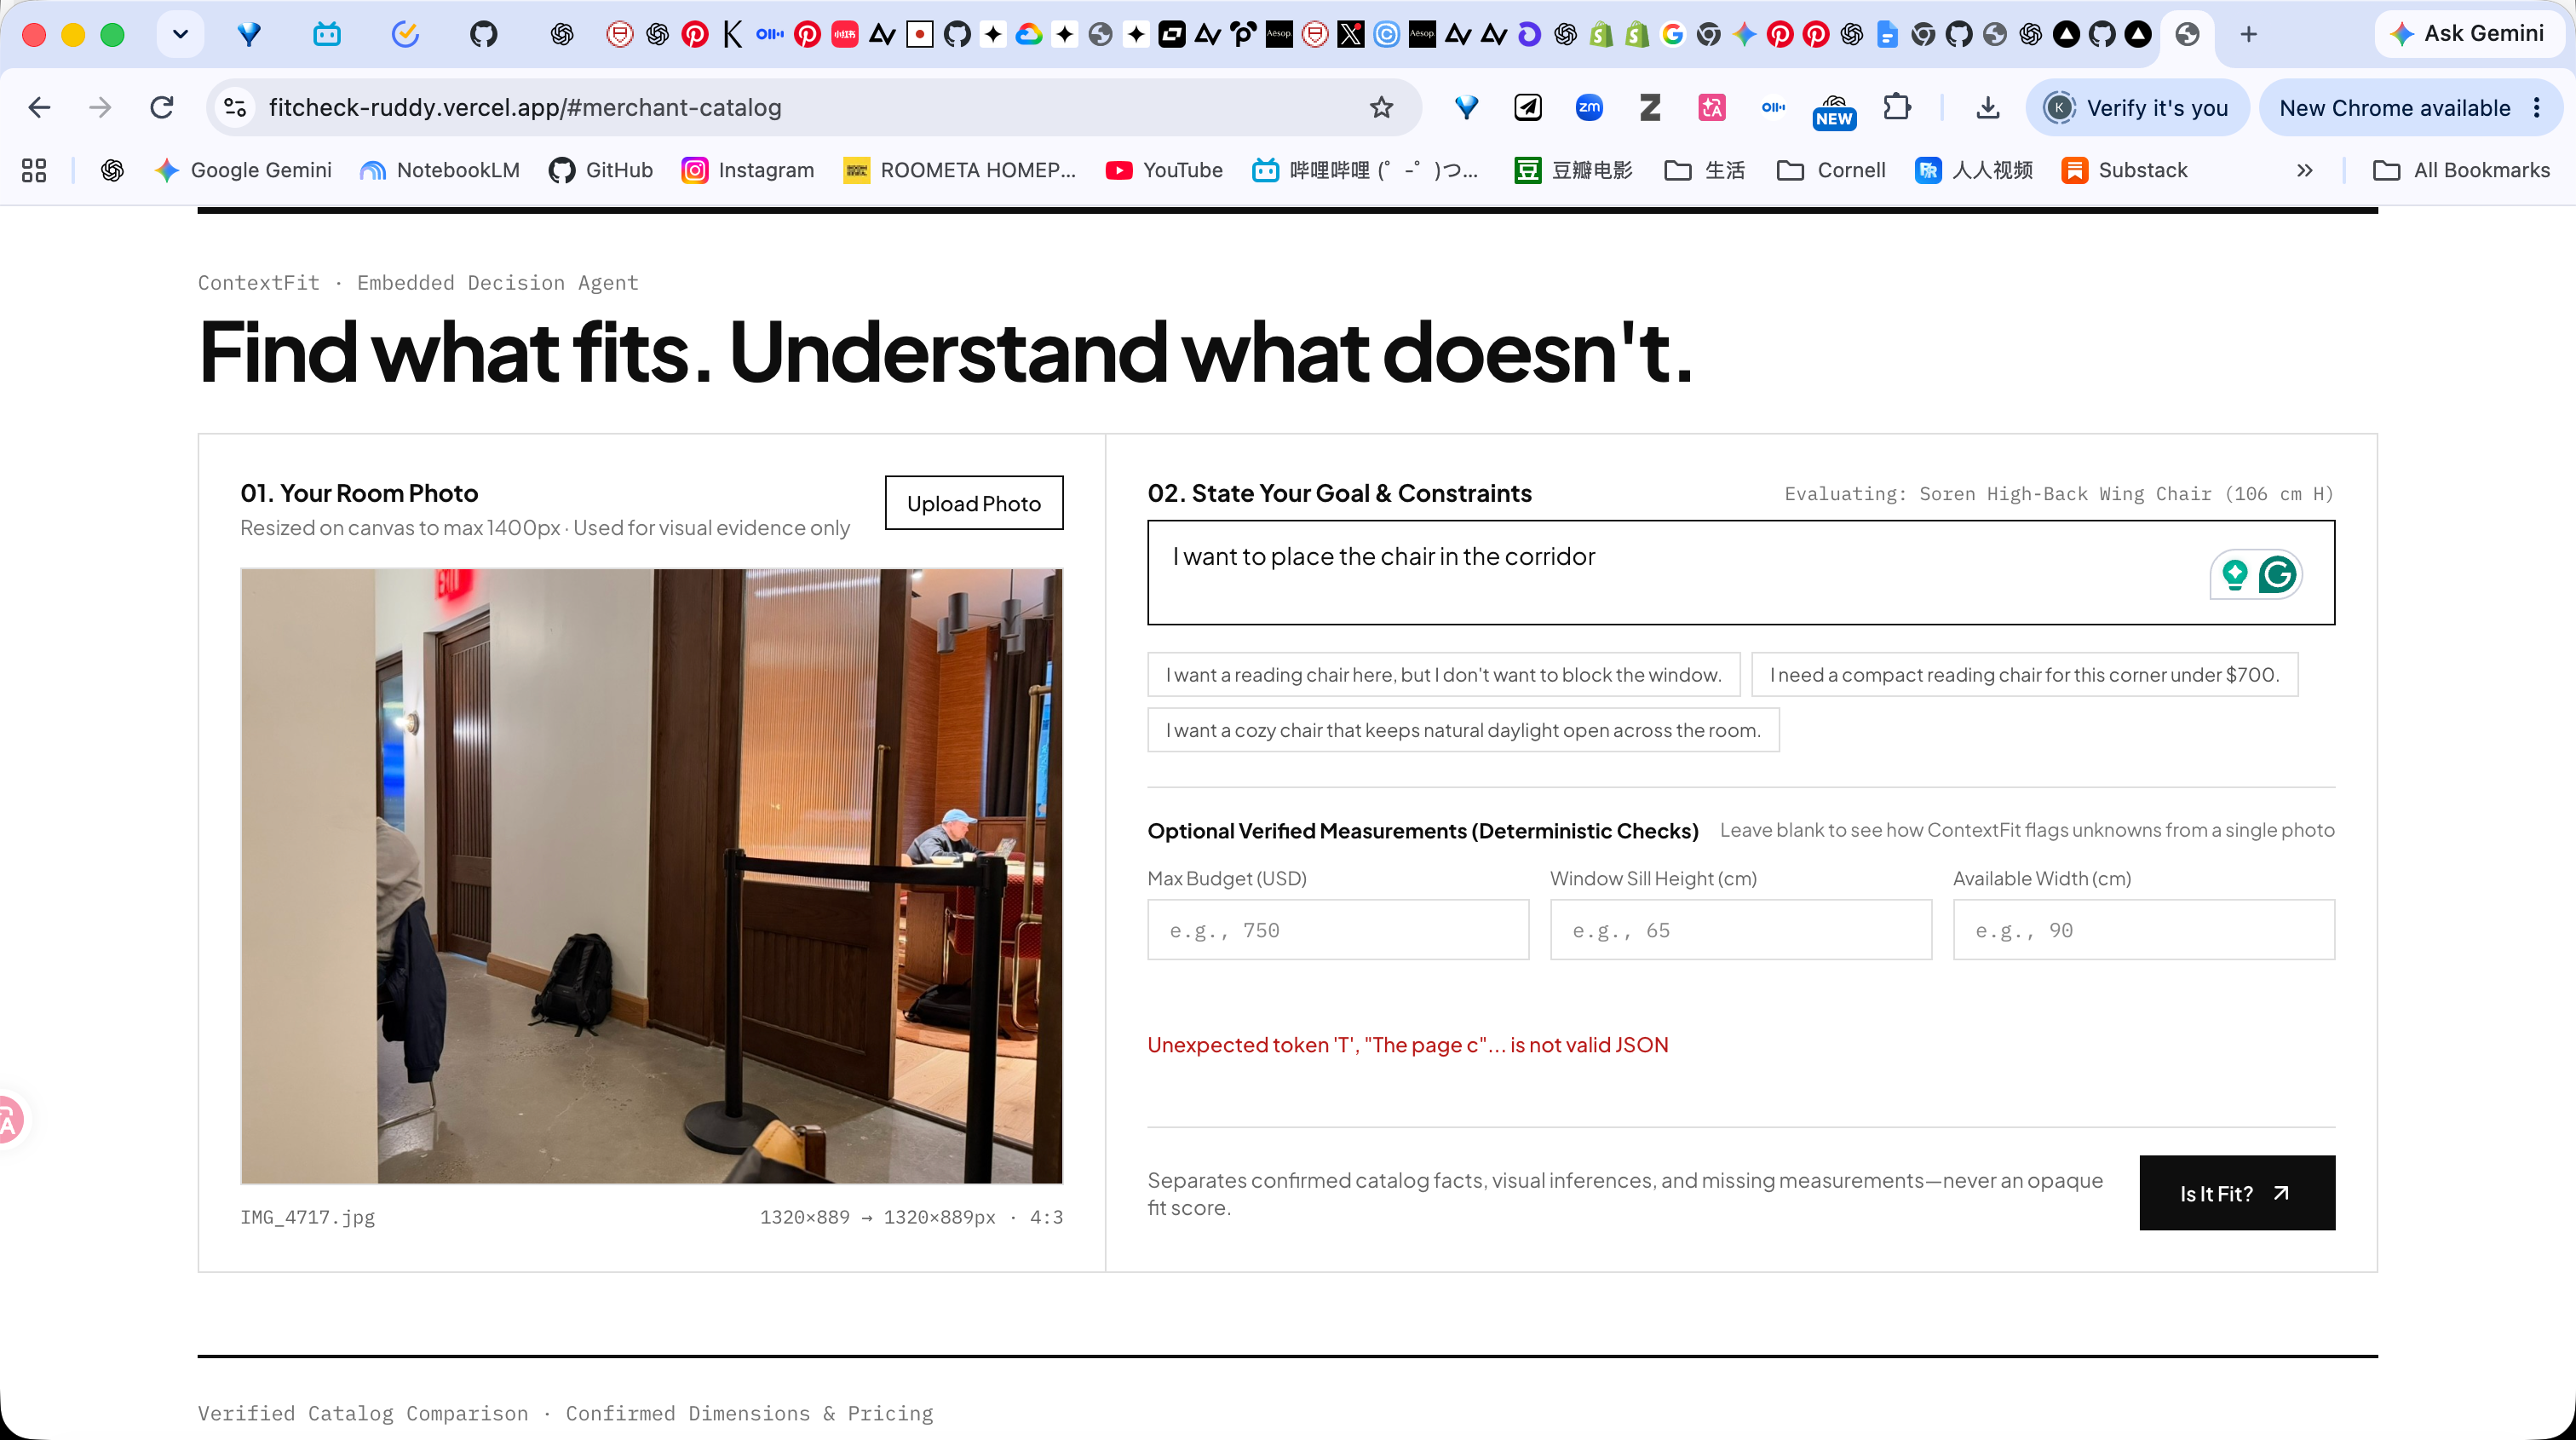 Ask Gemini
fitcheck-ruddy.vercel.app/#merchant-catalog
zm
NEW
K
Verify it's you
New Chrome available
Google Gemini
NotebookLM
GitHub
Instagram
ROOMETA HOMEP...
YouTube
哔哩哔哩 (゜-゜)つ...
豆瓣电影
生活
Cornell
人人视频
Substack
All Bookmarks
ContextFit · Embedded Decision Agent
Find what fits. Understand what doesn't.
01. Your Room Photo
Resized on canvas to max 1400px · Used for visual evidence only
Upload Photo
EXIT
IMG_4717.jpg
1320×889 → 1320×889px · 4:3
02. State Your Goal & Constraints
Evaluating: Soren High-Back Wing Chair (106 cm H)
I want to place the chair in the corridor
I want a reading chair here, but I don't want to block the window.
I need a compact reading chair for this corner under $700.
I want a cozy chair that keeps natural daylight open across the room.
Optional Verified Measurements (Deterministic Checks)
Leave blank to see how ContextFit flags unknowns from a single photo
Max Budget (USD)
Window Sill Height (cm)
Available Width (cm)
e.g., 750
e.g., 65
e.g., 90
Unexpected token 'T', "The page c"... is not valid JSON
Separates confirmed catalog facts, visual inferences, and missing measurements—never an opaque
fit score.
Is It Fit?
Verified Catalog Comparison · Confirmed Dimensions & Pricing